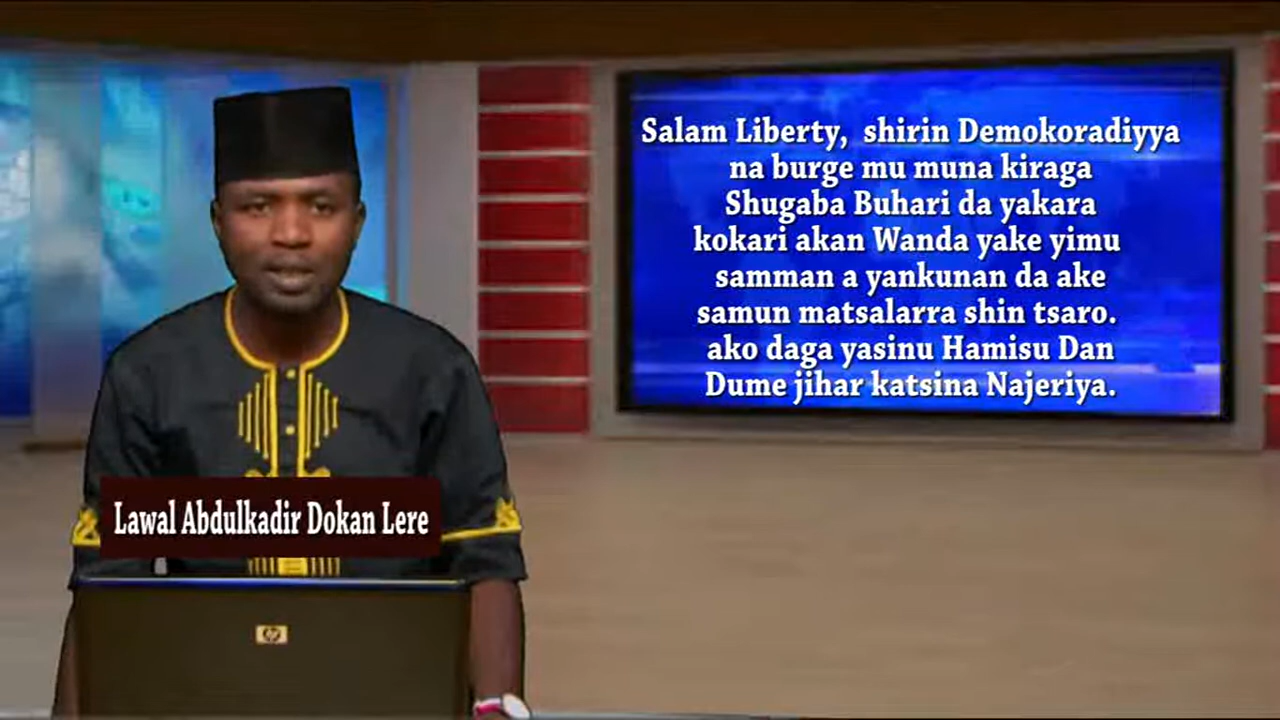 Salam Liberty, shirin Demokoradiyya
na burge mu muna kiraga
Shugaba Buhari da yakara
kokari akan Wanda yake yimu
samman a yankunan da ake
samun matsalarra shin tsaro.
ako daga yasinu Hamisu Dan
Dume jihar katsina Najeriya.
Lawal Abdulkadir Dokan Lere
hp